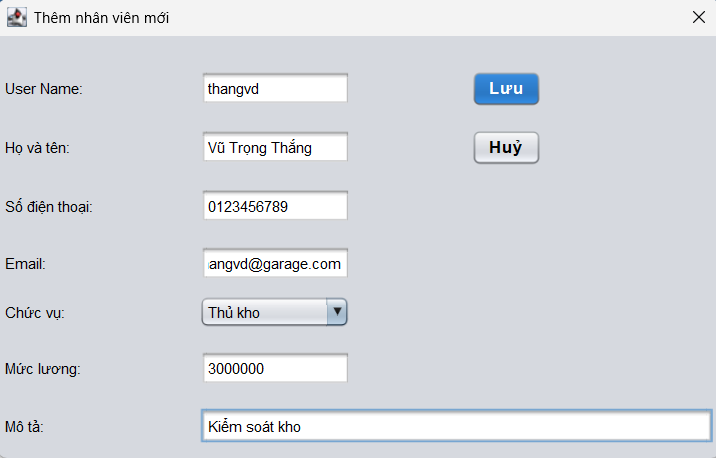 Thêm nhân viên mới
User Name: thangvd Lưu
Họ và tên: Vũ Trọng Thắng Huỷ
Số điện thoại: 0123456789
Email: angvd@garage.com
Chức vụ: Thủ kho
Mức lương: 3000000
Mô tả: Kiểm soát kho